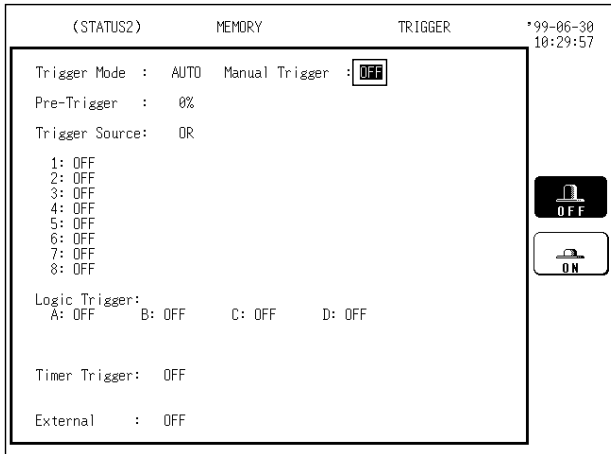 (STATUS2) MEMORY TRIGGER '99-06-30
10:29:57
Trigger Mode : AUTO Manual Trigger : OFF
Pre-Trigger : 0%
Trigger Source: OR
1: OFF
2: OFF
3: OFF
4: OFF
5: OFF
6: OFF
7: OFF
8: OFF
OFF
ON
Logic Trigger:
A: OFF B: OFF C: OFF D: OFF
Timer Trigger: OFF
External : OFF